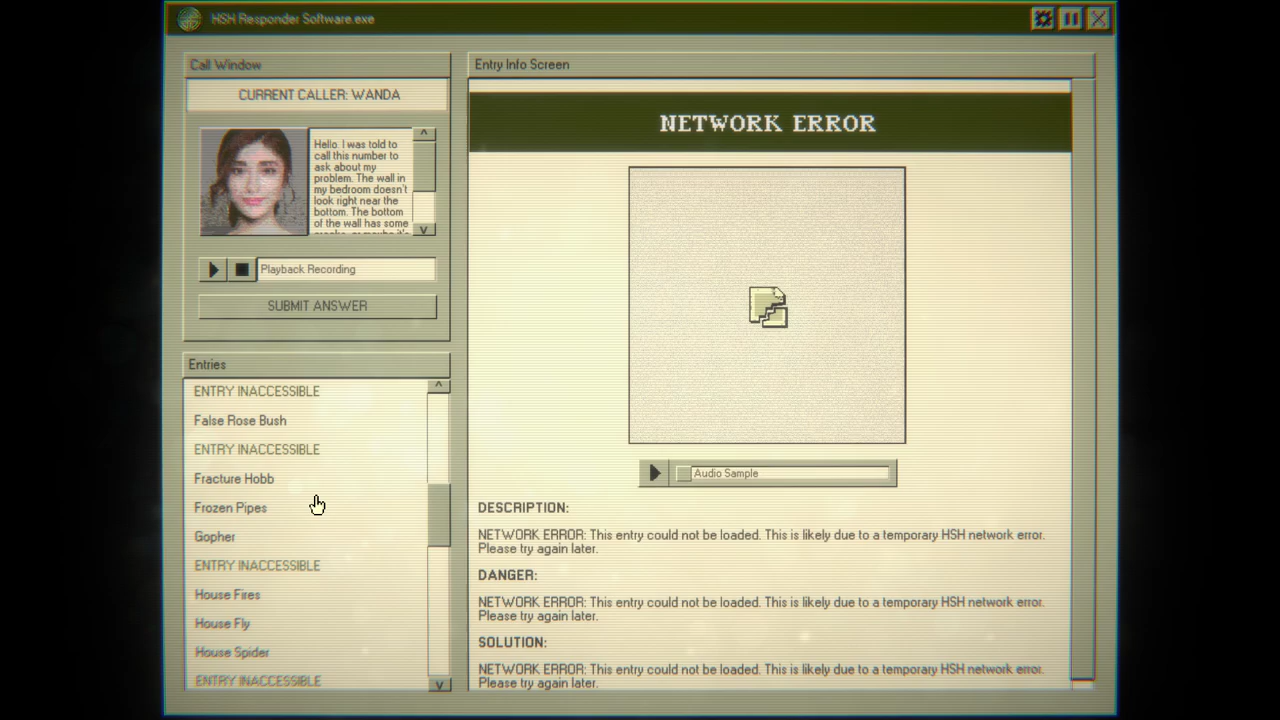 HSH Responder Software.exe
Call Window
CURRENT CALLER: WANDA
Hello. I was told to
call this number to
ask about my
problem. The wall in
my bedroom doesn't
look right near the
bottom. The bottom
of the wall has some
Playback Recording
SUBMIT ANSWER
Entries
ENTRY INACCESSIBLE
False Rose Bush
ENTRY INACCESSIBLE
Fracture Hobb
Frozen Pipes
Gopher
ENTRY INACCESSIBLE
House Fires
House Fly
House Spider
ENTRY INACCESSIBLE
Entry Info Screen
NETWORK ERROR
Audio Sample
DESCRIPTION:
NETWORK ERROR: This entry could not be loaded. This is likely due to a temporary HSH network error.
Please try again later.
DANGER:
NETWORK ERROR: This entry could not be loaded. This is likely due to a temporary HSH network error.
Please try again later.
SOLUTION:
NETWORK ERROR: This entry could not be loaded. This is likely due to a temporary HSH network error.
Please try again later.